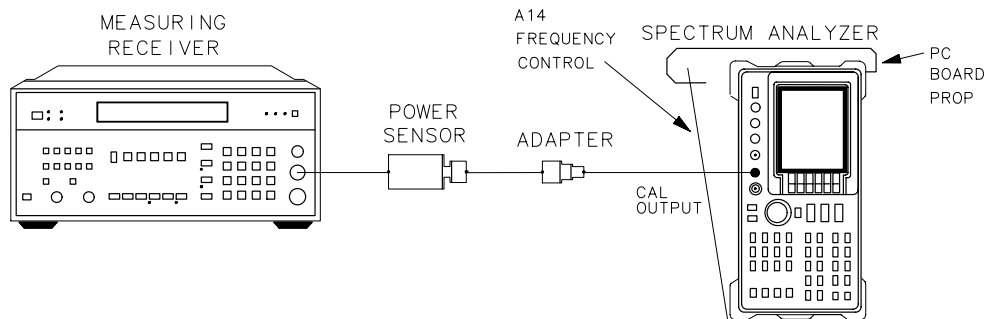 MEASURING
RECEIVER
POWER
SENSOR
ADAPTER
A14
FREQUENCY
CONTROL
SPECTRUM ANALYZER
PC
BOARD
PROP
CAL
OUTPUT